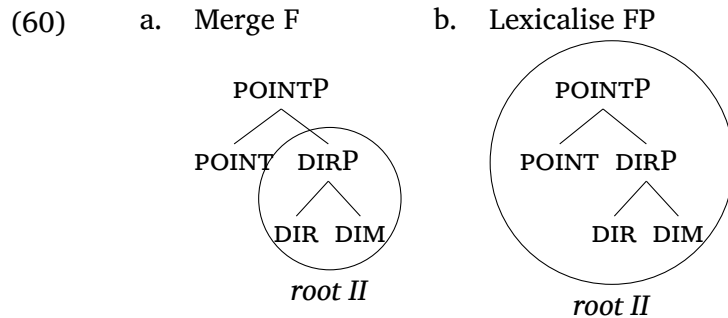 (60) a. Merge F b. Lexicalise FP
POINTP POINTP
POINT DIRP POINT DIRP
DIR DIM DIR DIM
root II root II